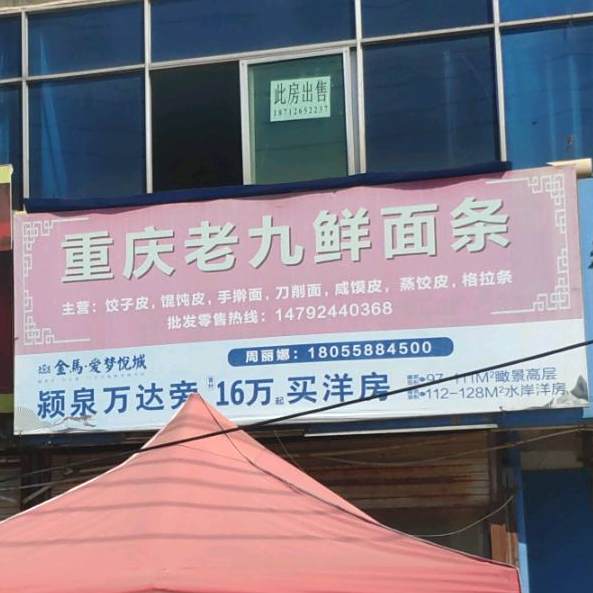 此房出售
18712652237
重庆老九鲜面条
主营：饺子皮，馄饨皮，手擀面，刀削面，咸馍皮，蒸饺皮，格拉条
批发零售热线：14792440368
周丽娜：18055884500
金馬·爱梦悦城
颍泉万达旁 16万起 买洋房
97-111M²瞰景高层
112-128M²水岸洋房